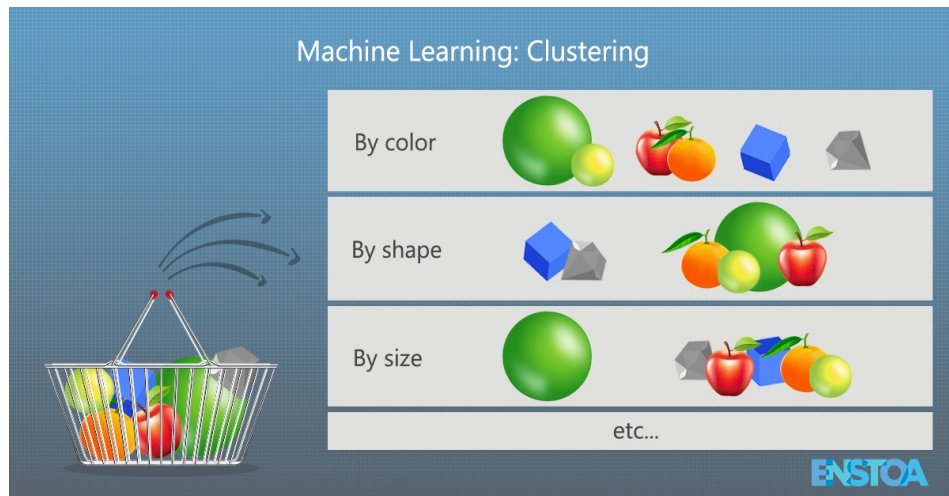 Machine Learning: Clustering
By color
By shape
By size
etc...
ENSTOA